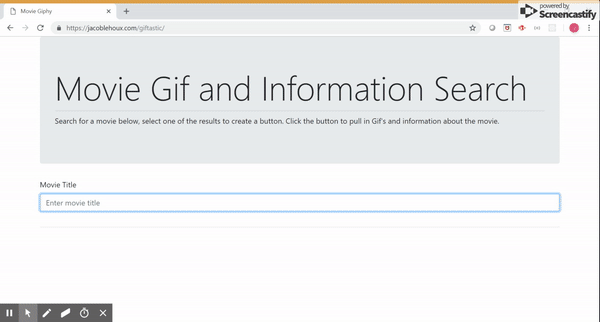 powered by
Screencastify
Movie Giphy
https://jacoblehoux.com/giftastic/
Movie Gif and Information Search
Search for a movie below, select one of the results to create a button. Click the button to pull in Gif's and information about the movie.
Movie Title
Enter movie title